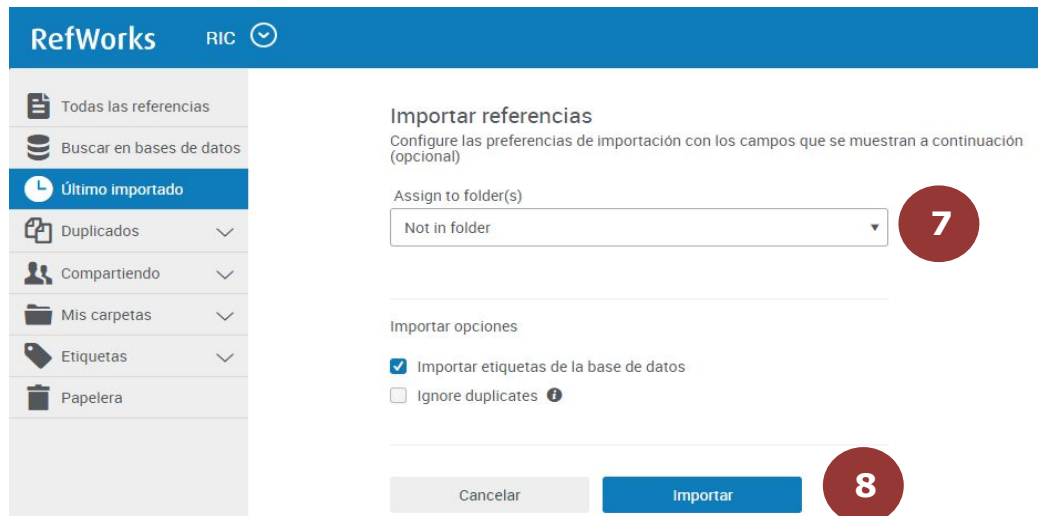 RefWorks RIC
Todas las referencias
Buscar en bases de datos
Último importado
Duplicados
Compartiendo
Mis carpetas
Etiquetas
Papelera
Importar referencias
Configure las preferencias de importación con los campos que se muestran a continuación
(opcional)
Assign to folder(s)
Not in folder
7
Importar opciones
Importar etiquetas de la base de datos
Ignore duplicates i
Cancelar Importar 8